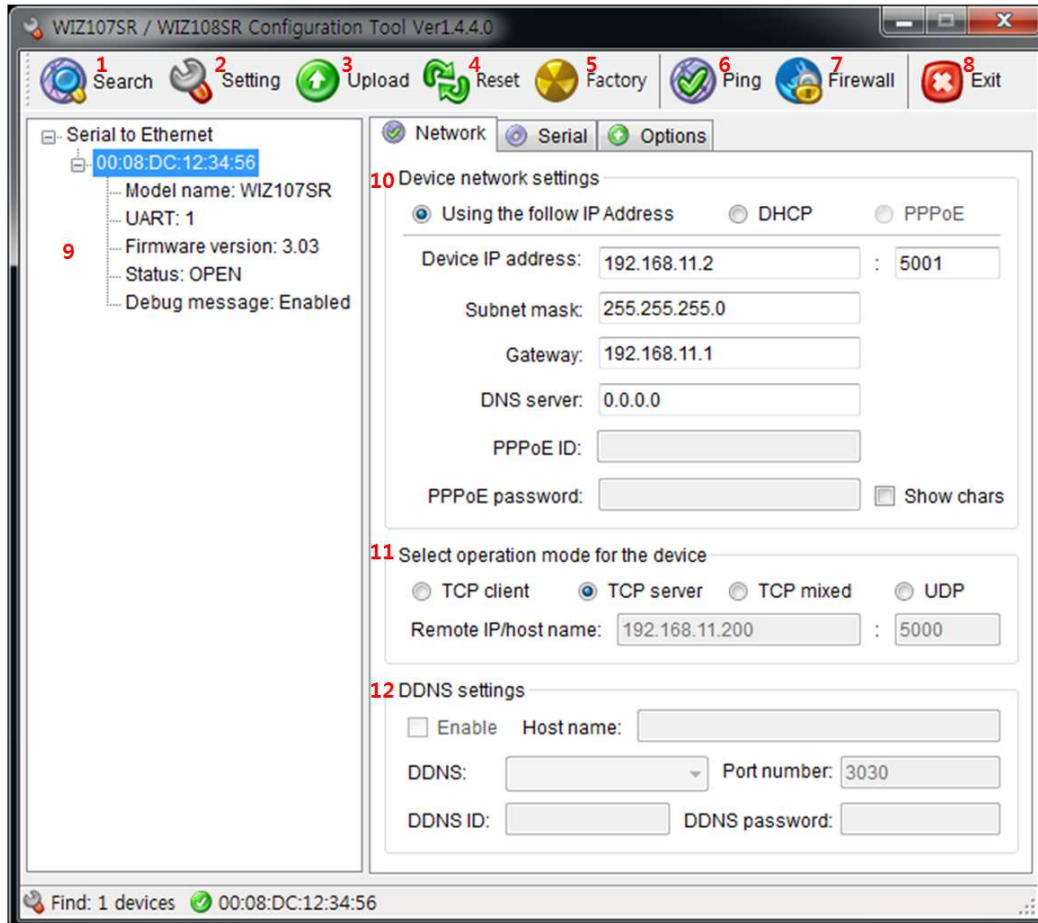 WIZ107SR / WIZ108SR Configuration Tool Ver1.4.4.0
1 Search 2 Setting 3 Upload 4 Reset 5 Factory 6 Ping 7 Firewall 8 Exit
Serial to Ethernet
00:08:DC:12:34:56
Model name: WIZ107SR
UART: 1
9 Firmware version: 3.03
Status: OPEN
Debug message: Enabled
Network Serial Options
10 Device network settings
Using the follow IP Address DHCP PPPoE
Device IP address: 192.168.11.2 : 5001
Subnet mask: 255.255.255.0
Gateway: 192.168.11.1
DNS server: 0.0.0.0
PPPoE ID:
PPPoE password: Show chars
11 Select operation mode for the device
TCP client TCP server TCP mixed UDP
Remote IP/host name: 192.168.11.200 : 5000
12 DDNS settings
Enable Host name:
DDNS: Port number: 3030
DDNS ID: DDNS password:
Find: 1 devices 00:08:DC:12:34:56